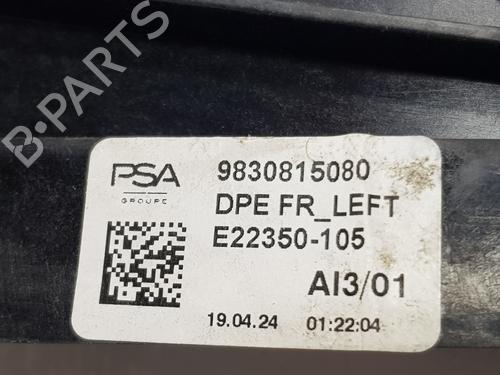 B-PARTS
PSA
GROUPE
9830815080
DPE FR_LEFT
E22350-105
AI3/01
19.04.24 01:22:04